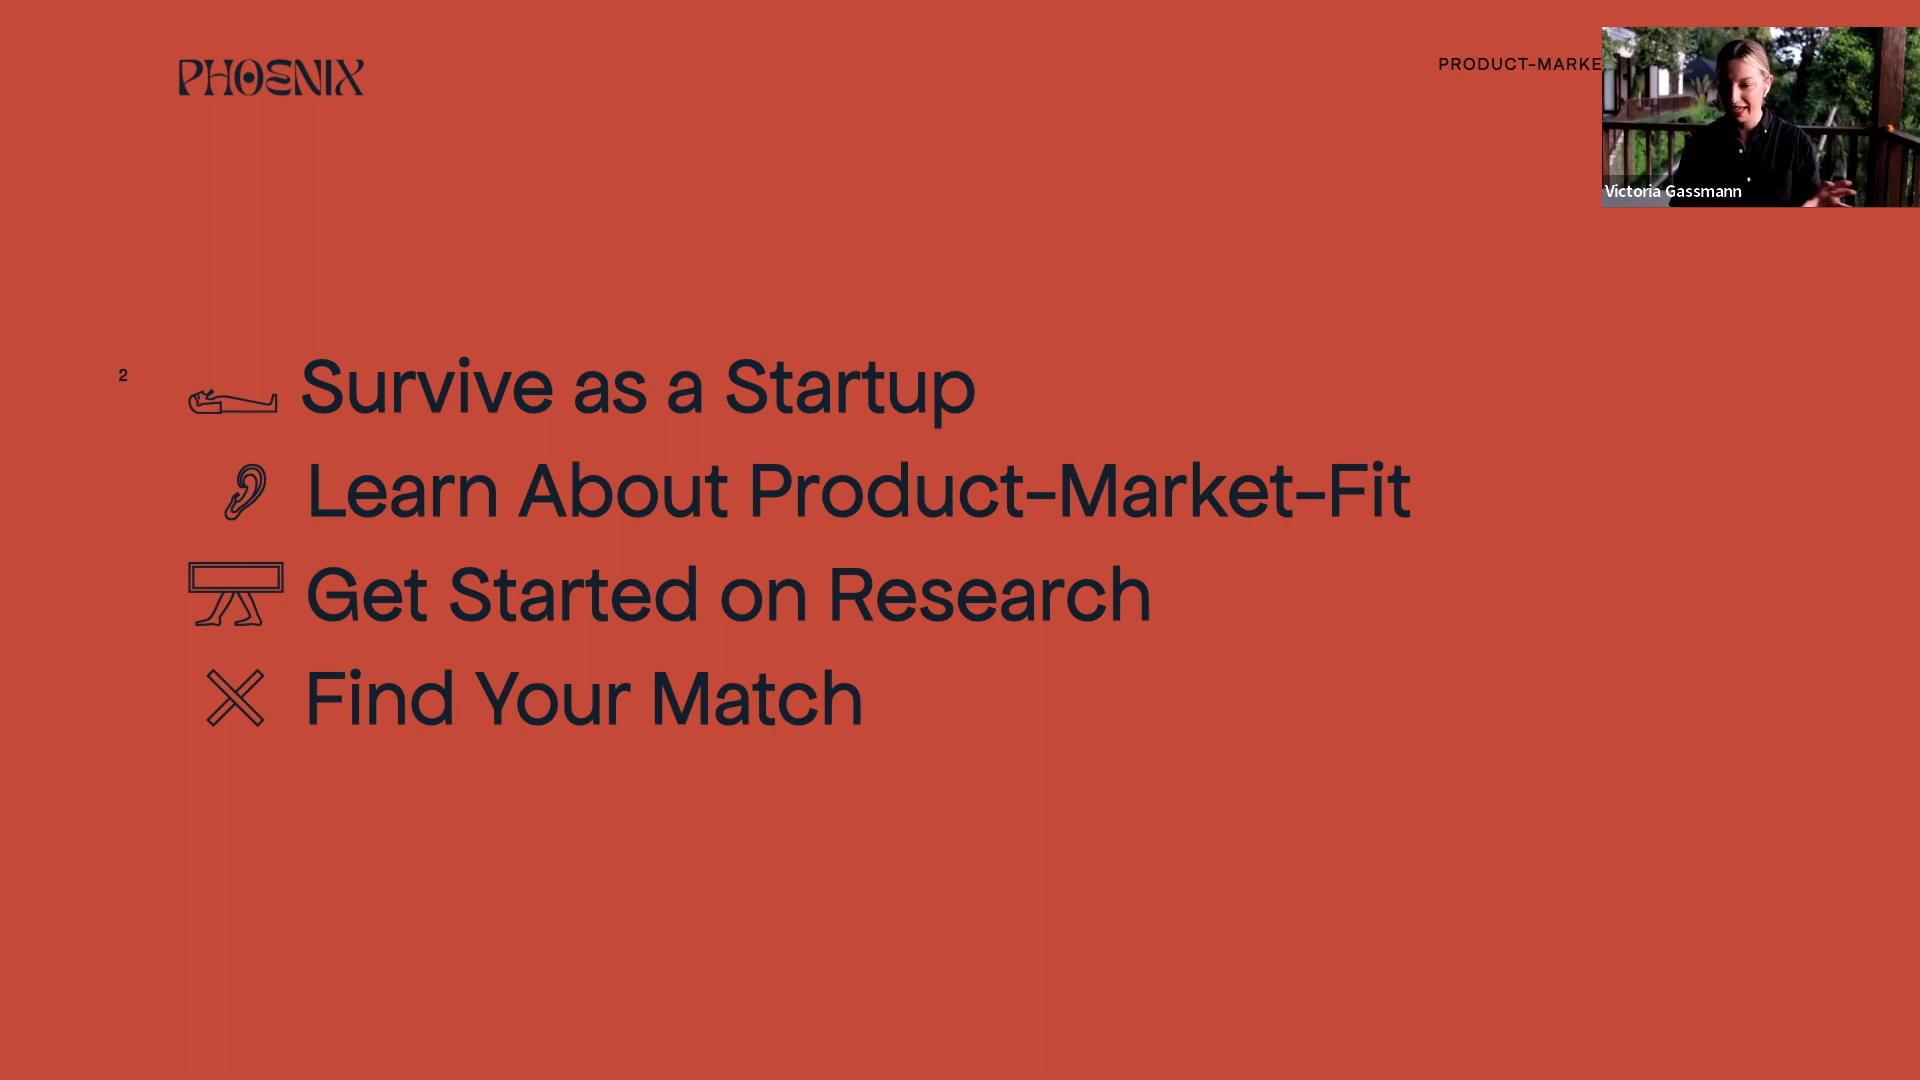 PHOENIX
PRODUCT-MARKE
Victoria Gassmann
2
Survive as a Startup
Learn About Product-Market-Fit
Get Started on Research
Find Your Match